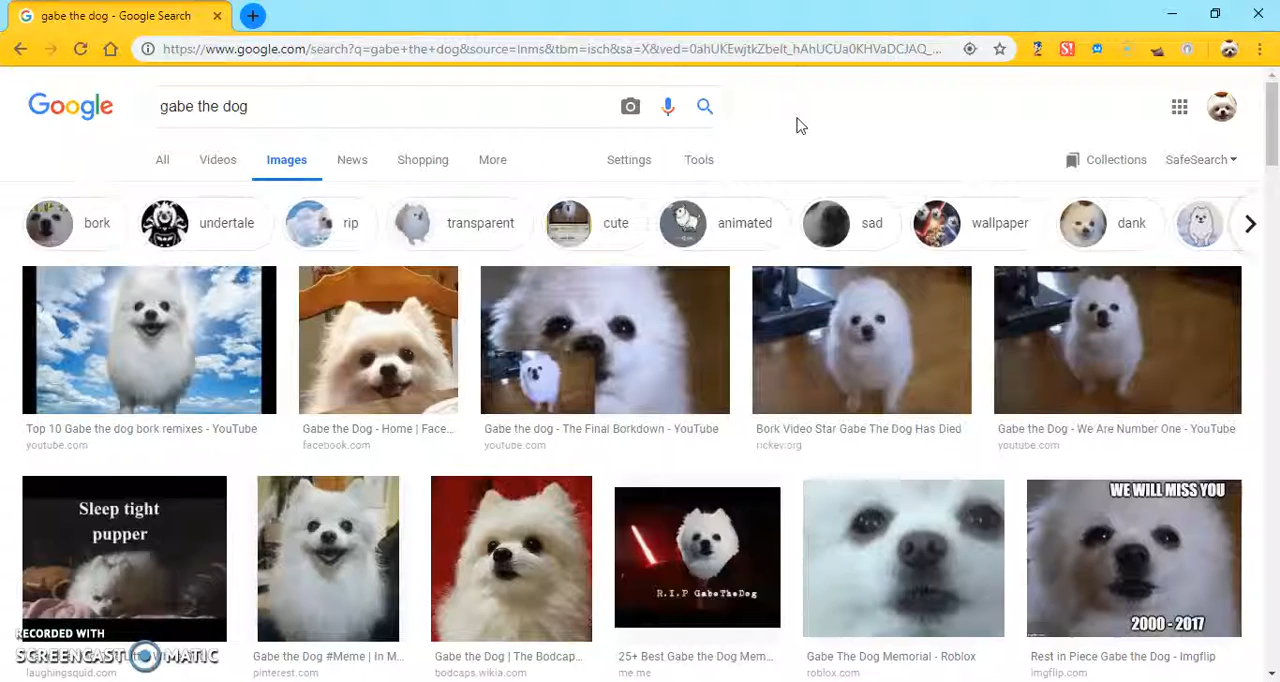 gabe the dog - Google Search
https://www.google.com/search?q=gabe+the+dog&source=lnms&tbm=isch&sa=X&ved=0ahUKEwjtkZbelt_hAhUCUa0KHVaDCJAQ_...
Google
gabe the dog
All Videos Images News Shopping More Settings Tools Collections SafeSearch
bork undertale rip transparent cute animated sad wallpaper dank
Top 10 Gabe the dog bork remixes - YouTube
youtube.com
Gabe the Dog - Home | Face...
facebook.com
Gabe the dog - The Final Borkdown - YouTube
youtube.com
Bork Video Star Gabe The Dog Has Died
rickey.org
Gabe the Dog - We Are Number One - YouTube
youtube.com
Sleep tight
pupper
laughingsquid.com
Gabe the Dog #Meme | In M...
pinterest.com
Gabe the Dog | The Bodcap...
bodcaps.wikia.com
R.I.P GabeTheDog
25+ Best Gabe the Dog Mem...
me.me
Gabe The Dog Memorial - Roblox
roblox.com
WE WILL MISS YOU
2000 - 2017
Rest in Piece Gabe the Dog - Imgflip
imgflip.com
RECORDED WITH
SCREENCAST MATIC